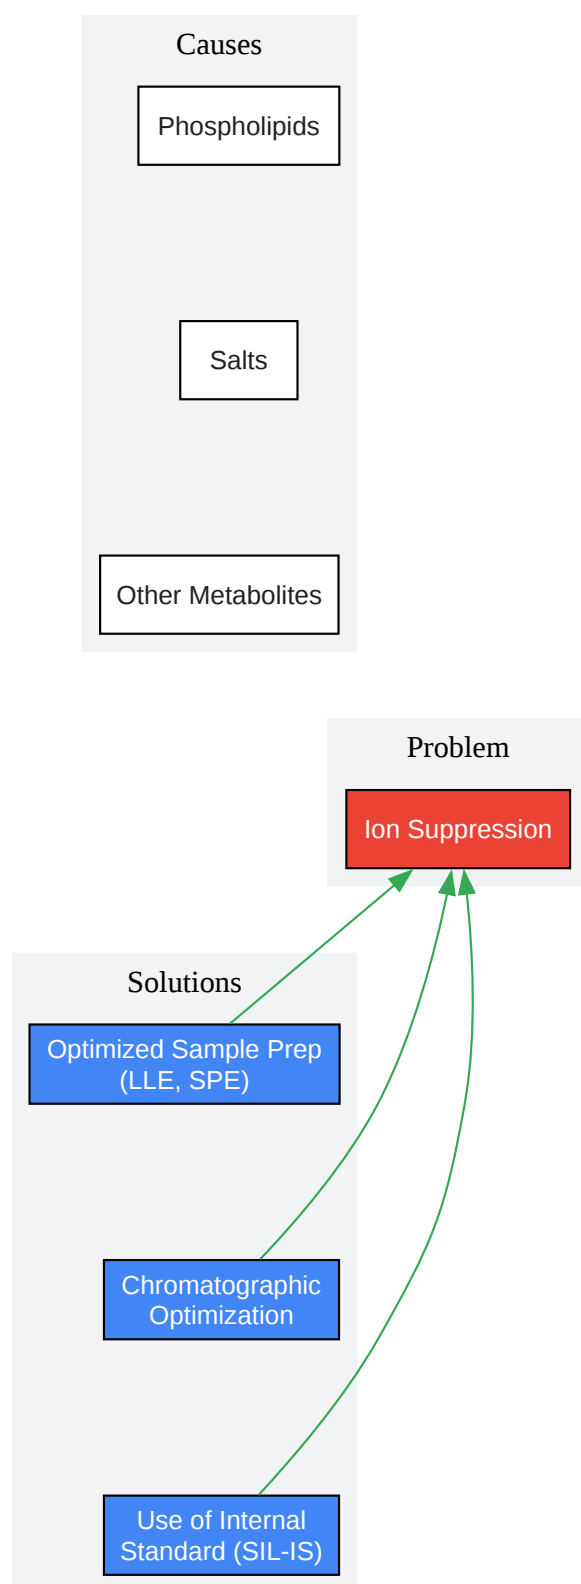 Causes
Phospholipids
Salts
Other Metabolites
Problem
Ion Suppression
Solutions
Optimized Sample Prep
(LLE, SPE)
Chromatographic
Optimization
Use of Internal
Standard (SIL-IS)